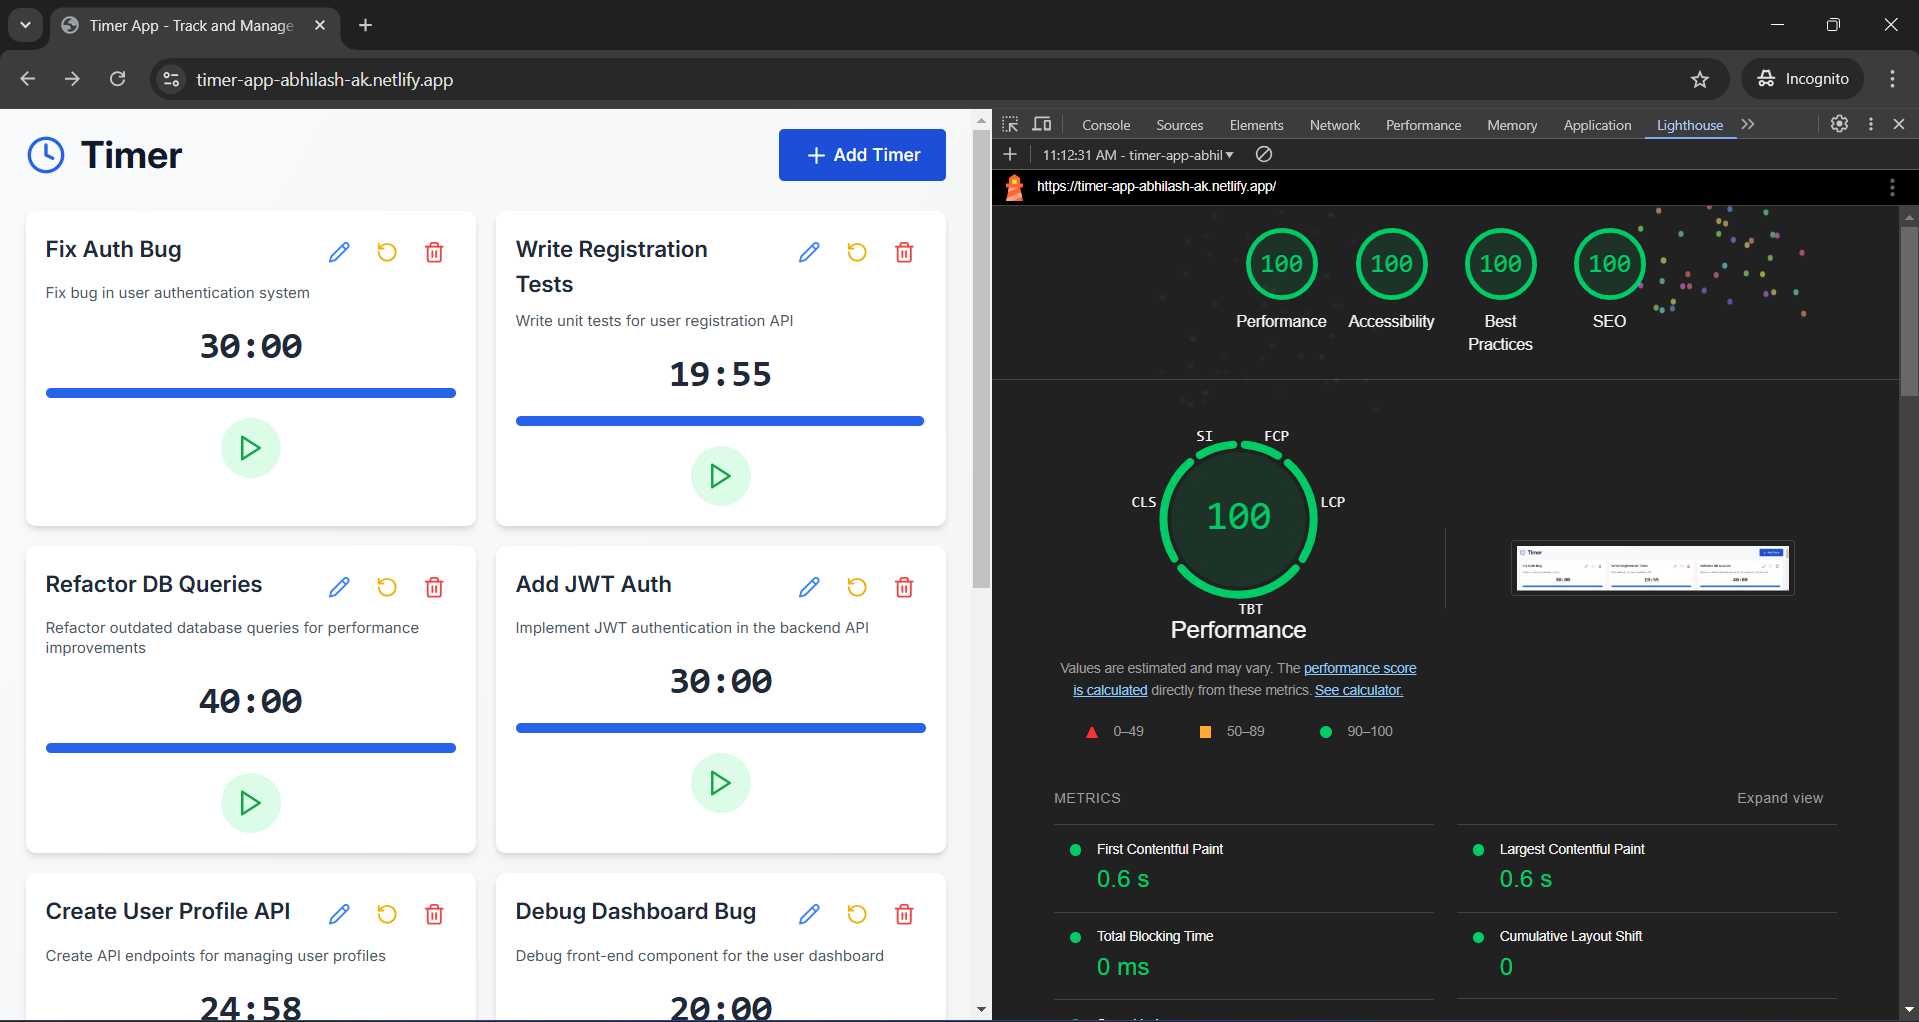 Timer App - Track and Manage
timer-app-abhilash-ak.netlify.app
Incognito
Timer
Add Timer
Fix Auth Bug
Fix bug in user authentication system
30:00
Write Registration
Tests
Write unit tests for user registration API
19:55
Refactor DB Queries
Refactor outdated database queries for performance
improvements
40:00
Add JWT Auth
Implement JWT authentication in the backend API
30:00
Create User Profile API
Create API endpoints for managing user profiles
24:58
Debug Dashboard Bug
Debug front-end component for the user dashboard
20:00
Console Sources Elements Network Performance Memory Application Lighthouse
11:12:31 AM - timer-app-abhil
https://timer-app-abhilash-ak.netlify.app/
100 100 100 100
Performance Accessibility Best
Practices SEO
SI FCP
CLS LCP
100
TBT
Performance
Values are estimated and may vary. The performance score
is calculated directly from these metrics. See calculator.
0–49 50–89 90–100
Timer
30:00 19:55 40:00
METRICS Expand view
First Contentful Paint
0.6 s
Largest Contentful Paint
0.6 s
Total Blocking Time
0 ms
Cumulative Layout Shift
0